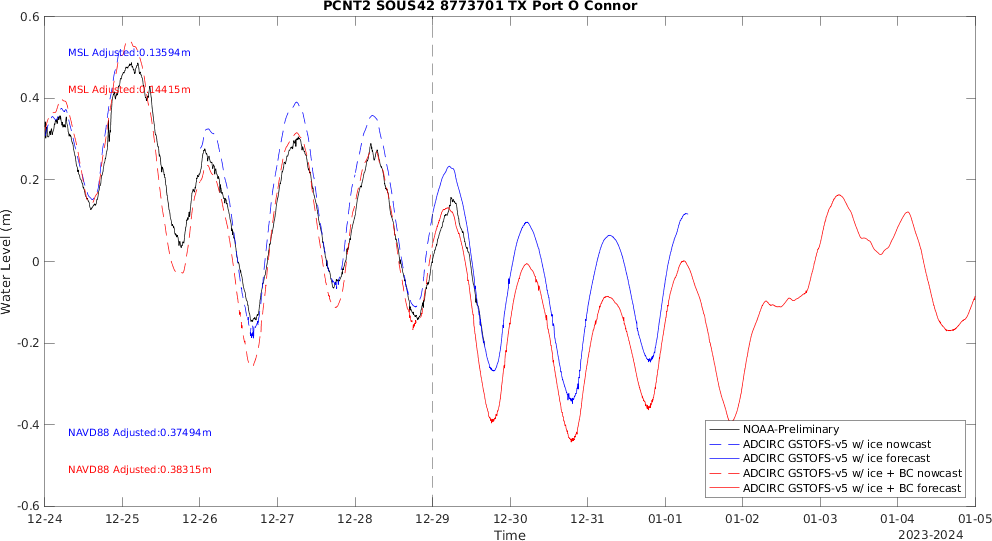 PCNT2 SOUS42 8773701 TX Port O Connor
0.6
0.4
0.2
0
-0.2
-0.4
-0.6
Water Level (m)
MSL Adjusted:0.13594m
MSL Adjusted:0.14415m
NAVD88 Adjusted:0.37494m
NAVD88 Adjusted:0.38315m
NOAA-Preliminary
ADCIRC GSTOFS-v5 w/ ice nowcast
ADCIRC GSTOFS-v5 w/ ice forecast
ADCIRC GSTOFS-v5 w/ ice + BC nowcast
ADCIRC GSTOFS-v5 w/ ice + BC forecast
12-24 12-25 12-26 12-27 12-28 12-29 12-30 12-31 01-01 01-02 01-03 01-04 01-05
Time
2023-2024